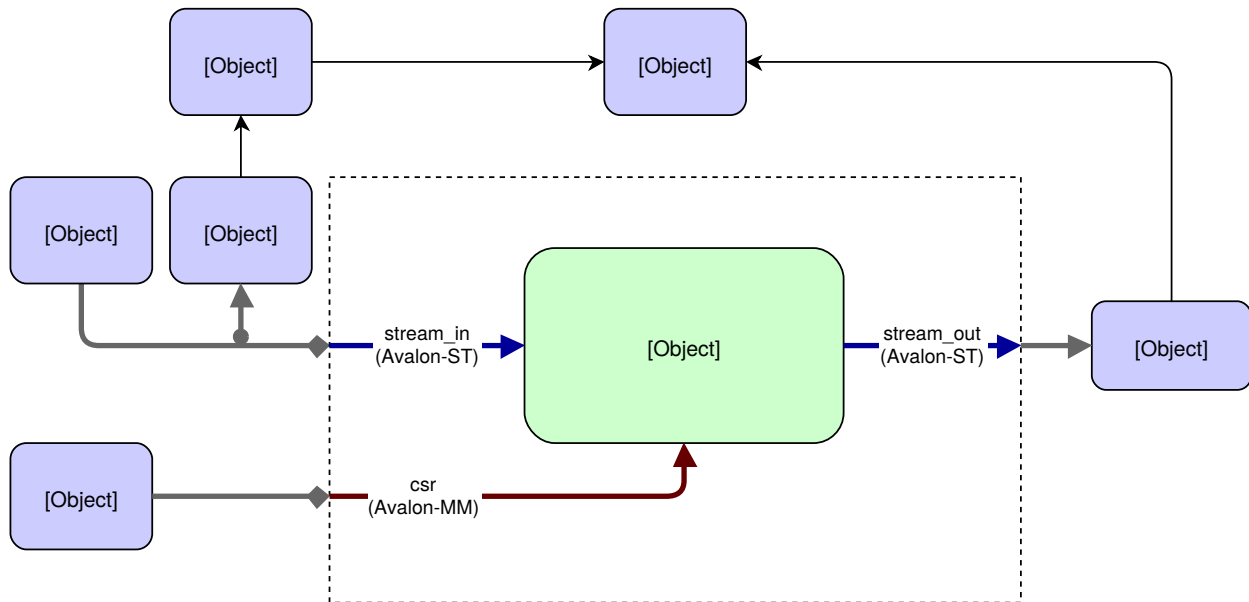 [Object]
[Object]
[Object]
[Object]
stream_in
(Avalon-ST)
[Object]
stream_out
(Avalon-ST)
[Object]
[Object]
csr
(Avalon-MM)